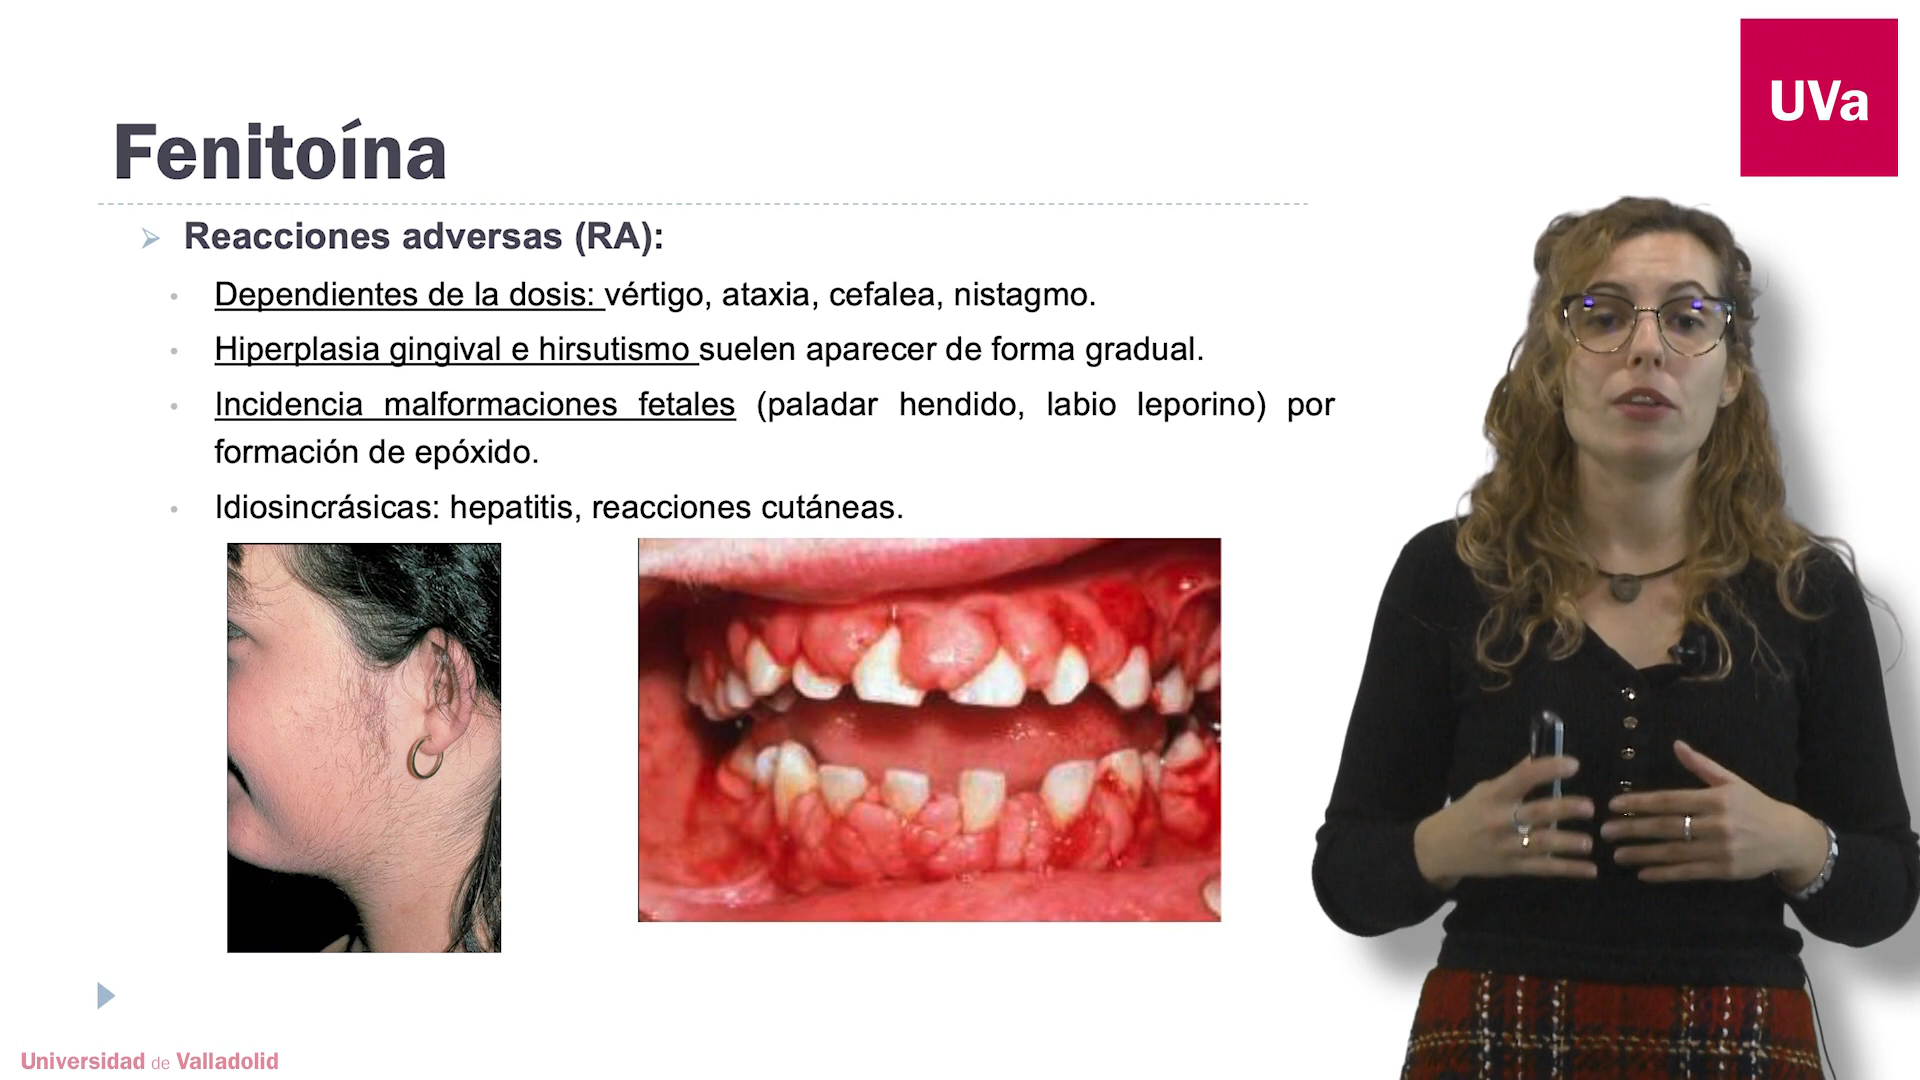 UVa
Fenitoína
Reacciones adversas (RA):
Dependientes de la dosis: vértigo, ataxia, cefalea, nistagmo.
Hiperplasia gingival e hirsutismo suelen aparecer de forma gradual.
Incidencia malformaciones fetales (paladar hendido, labio leporino) por
formación de epóxido.
Idiosincrásicas: hepatitis, reacciones cutáneas.
Universidad de Valladolid